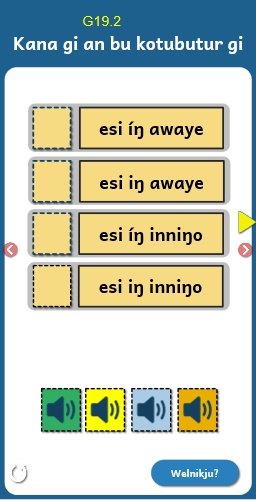 G19.2
Kana gi an bu kotubutur gi
esi íŋ awaye
esi iŋ awaye
esi íŋ inniŋo
esi iŋ inniŋo
Welnikju?